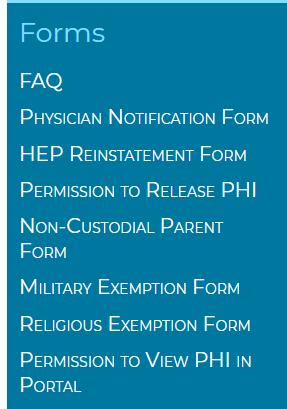 Forms
FAQ
Physician Notification Form
HEP Reinstatement Form
Permission to Release PHI
Non-Custodial Parent
Form
Military Exemption Form
Religious Exemption Form
Permission to View PHI in
Portal